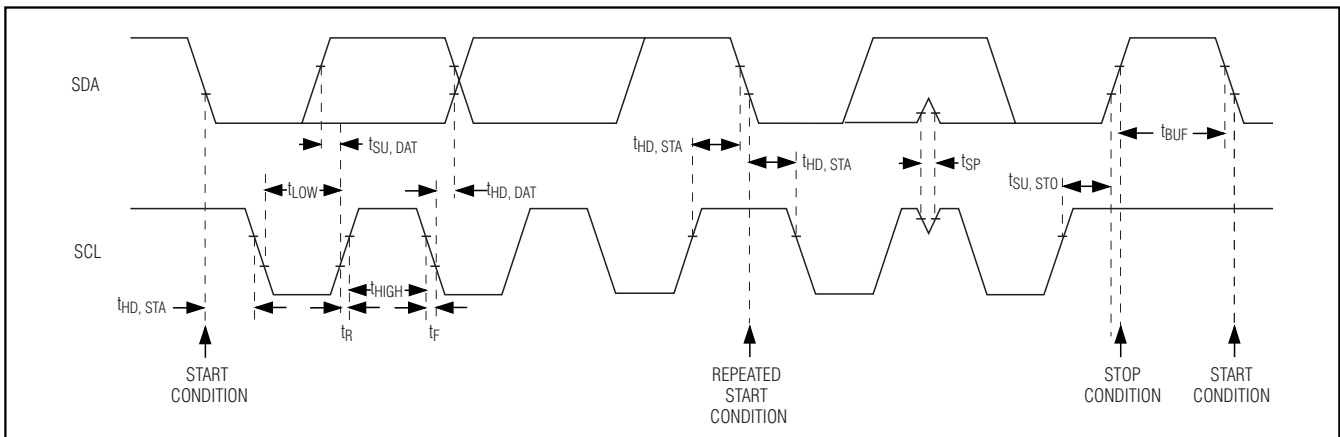 SDA
tSU, DAT
tHD, STA
tHD, STA
tSP
tBUF
tLOW
tHD, DAT
tSU, STO
SCL
tHIGH
tHD, STA
tR
tF
START
CONDITION
REPEATED
START
CONDITION
STOP
CONDITION
START
CONDITION